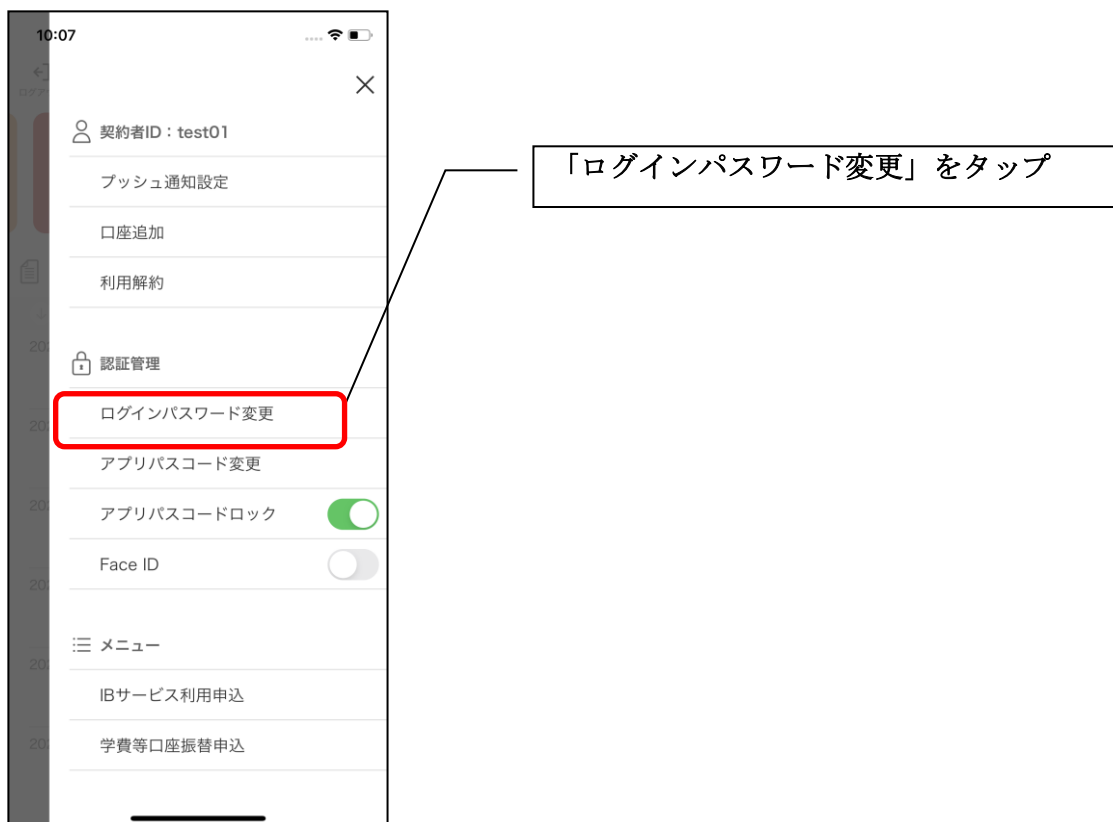 10:07
契約者ID：test01
プッシュ通知設定
口座追加
利用解約
認証管理
ログインパスワード変更
アプリパスコード変更
アプリパスコードロック
Face ID
メニュー
IBサービス利用申込
学費等口座振替申込
「ログインパスワード変更」をタップ